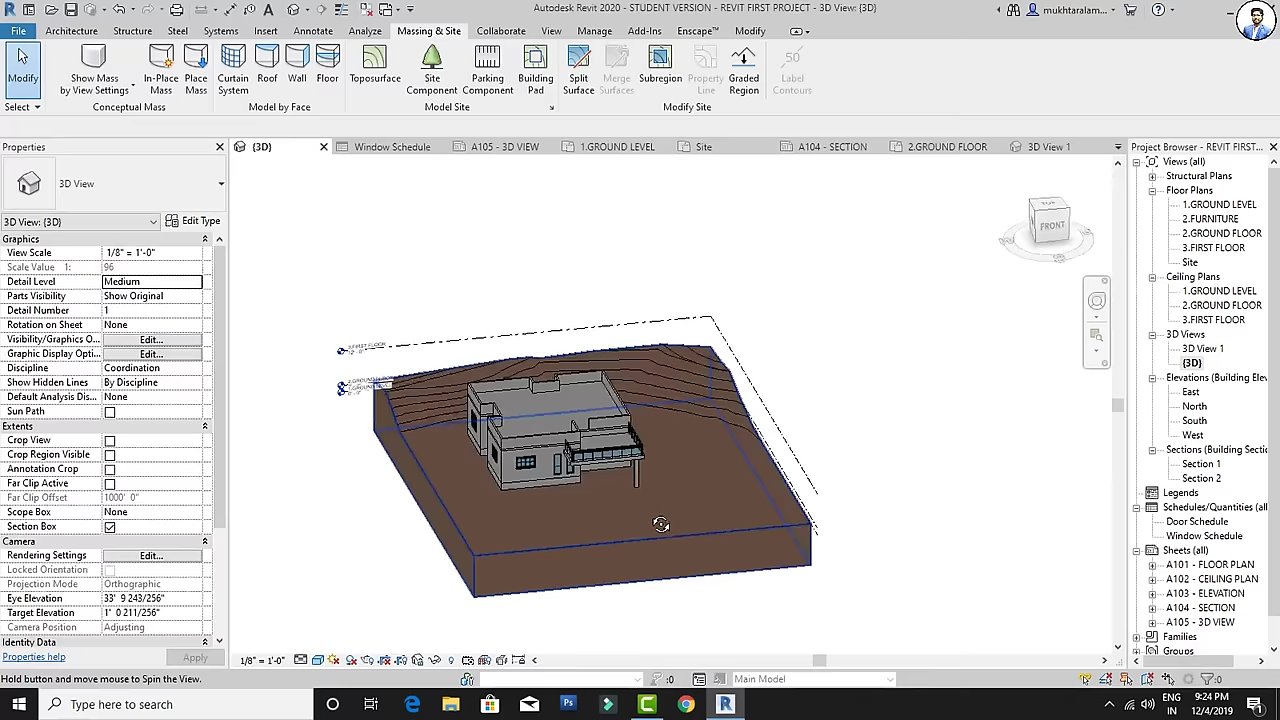 Autodesk Revit 2020 - STUDENT VERSION - REVIT FIRST PROJECT - 3D View: {3D}
mukhtaralam...
File Architecture Structure Steel Systems Insert Annotate Analyze Massing & Site Collaborate View Manage Add-Ins Enscape™ Modify
Modify
Show Mass
by View Settings
In-Place
Mass
Place
Mass
Curtain
System
Roof
Wall
Floor
Toposurface
Site
Component
Parking
Component
Building
Pad
Split
Surface
Merge
Surfaces
Subregion
Property
Line
Graded
Region
50
Label
Contours
Select
Conceptual Mass
Model by Face
Model Site
Modify Site
Properties
{3D}
Window Schedule
A105 - 3D VIEW
1.GROUND LEVEL
Site
A104 - SECTION
2.GROUND FLOOR
3D View 1
3D View
3D View: {3D}
Edit Type
Graphics
View Scale 1/8" = 1'-0"
Scale Value 1: 96
Detail Level Medium
Parts Visibility Show Original
Detail Number 1
Rotation on Sheet None
Visibility/Graphics O... Edit...
Graphic Display Opti... Edit...
Discipline Coordination
Show Hidden Lines By Discipline
Default Analysis Dis... None
Sun Path
Extents
Crop View
Crop Region Visible
Annotation Crop
Far Clip Active
Far Clip Offset 1000' 0"
Scope Box None
Section Box
Camera
Rendering Settings Edit...
Locked Orientation
Projection Mode Orthographic
Eye Elevation 33' 9 243/256"
Target Elevation 1' 0 211/256"
Camera Position Adjusting
Identity Data
Properties help
Apply
TOP
FRONT
Project Browser - REVIT FIRST...
Views (all)
Structural Plans
Floor Plans
1.GROUND LEVEL
2.FURNITURE
2.GROUND FLOOR
3.FIRST FLOOR
Site
Ceiling Plans
1.GROUND LEVEL
2.GROUND FLOOR
3.FIRST FLOOR
3D Views
3D View 1
{3D}
Elevations (Building Elev
East
North
South
West
Sections (Building Sectic
Section 1
Section 2
Legends
Schedules/Quantities (all
Door Schedule
Window Schedule
Sheets (all)
A101 - FLOOR PLAN
A102 - CEILING PLAN
A103 - ELEVATION
A104 - SECTION
A105 - 3D VIEW
Families
Groups
1/8" = 1'-0"
Hold button and move mouse to Spin the View.
:0
Main Model
:0
Type here to search
ENG
IN
9:24 PM
12/4/2019